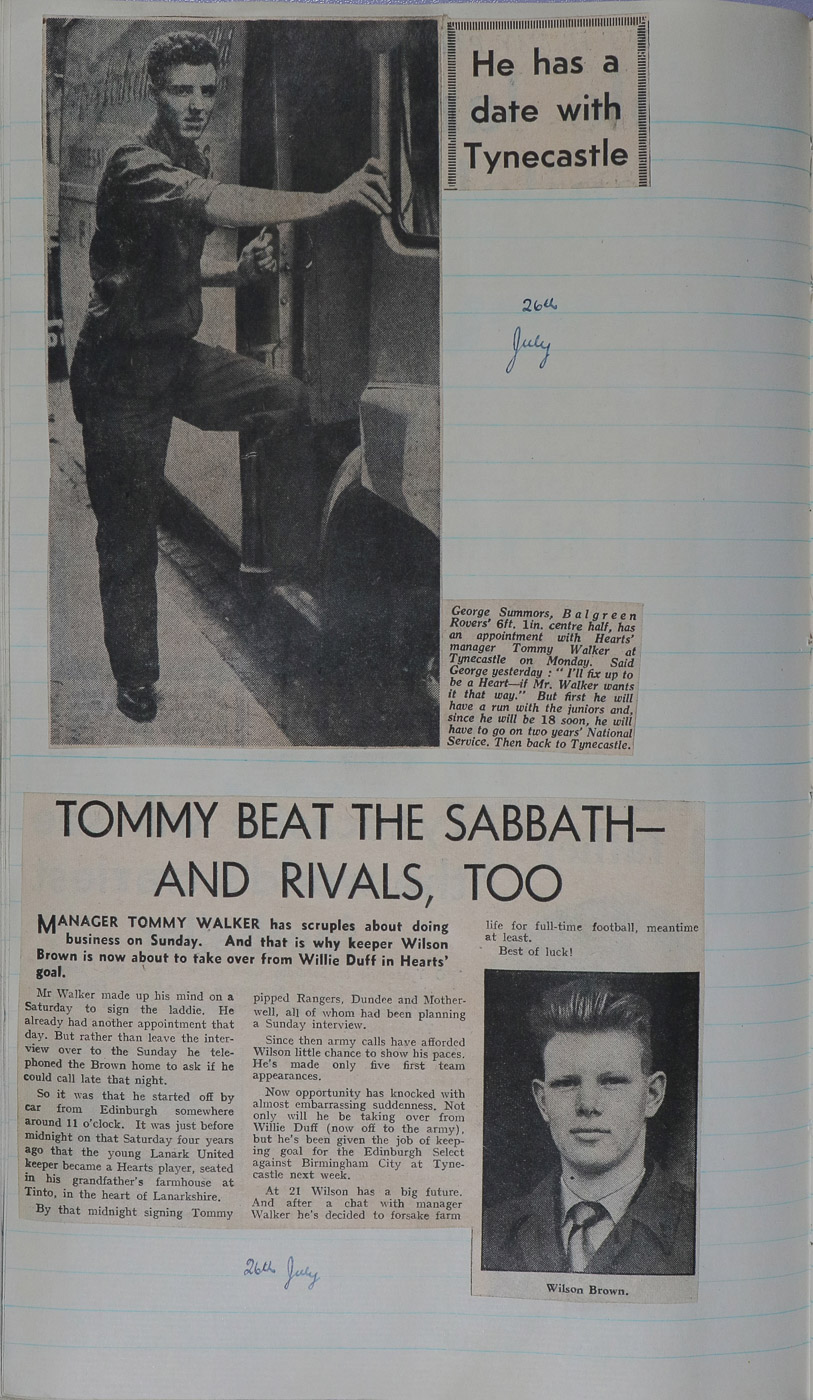 He has a
date with
Tynecastle
26th
July
George Summors, Balgreen
Rovers' 6ft. 1in. centre half, has
an appointment with Hearts'
manager Tommy Walker at
Tynecastle on Monday. Said
George yesterday : " I'll fix up to
be a Heart—if Mr. Walker wants
it that way." But first he will
have a run with the juniors and,
since he will be 18 soon, he will
have to go on two years' National
Service. Then back to Tynecastle.
TOMMY BEAT THE SABBATH—
AND RIVALS, TOO
MANAGER TOMMY WALKER has scruples about doing
business on Sunday. And that is why keeper Wilson
Brown is now about to take over from Willie Duff in Hearts'
goal.
Mr Walker made up his mind on a
Saturday to sign the laddie. He
already had another appointment that
day. But rather than leave the inter-
view over to the Sunday he tele-
phoned the Brown home to ask if he
could call late that night.
So it was that he started off by
car from Edinburgh somewhere
around 11 o'clock. It was just before
midnight on that Saturday four years
ago that the young Lanark United
keeper became a Hearts player, seated
in his grandfather's farmhouse at
Tinto, in the heart of Lanarkshire.
By that midnight signing Tommy
pipped Rangers, Dundee and Mother-
well, all of whom had been planning
a Sunday interview.
Since then army calls have afforded
Wilson little chance to show his paces.
He's made only five first team
appearances.
Now opportunity has knocked with
almost embarrassing suddenness. Not
only will he be taking over from
Willie Duff (now off to the army),
but he's been given the job of keep-
ing goal for the Edinburgh Select
against Birmingham City at Tyne-
castle next week.
At 21 Wilson has a big future.
And after a chat with manager
Walker he's decided to forsake farm
life for full-time football, meantime
at least.
Best of luck!
Wilson Brown.
26th July